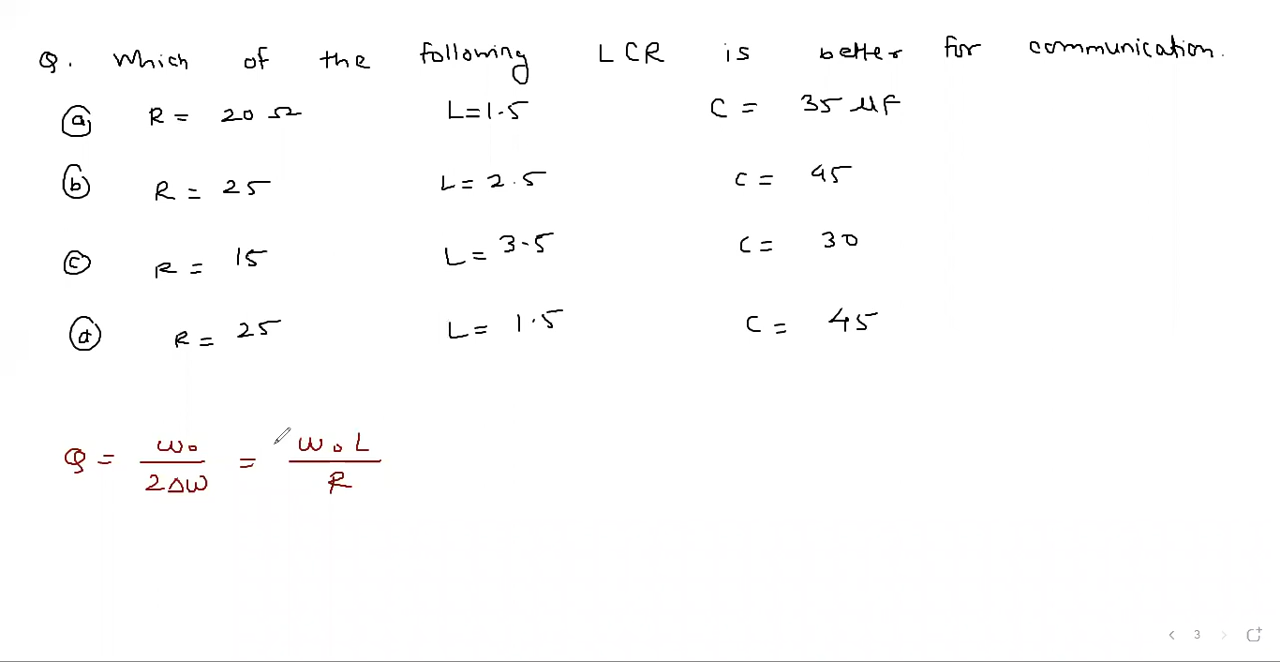 Q. Which of the following LCR is better for communication.
(a) R = 20 Ω L=1.5 C = 35 μF
(b) R = 25 L= 2.5 C = 45
(c) R = 15 L= 3.5 C= 30
(d) R = 25 L= 1.5 C = 45
Q = ω₀/2Δω = ω₀L/R
< 3 >